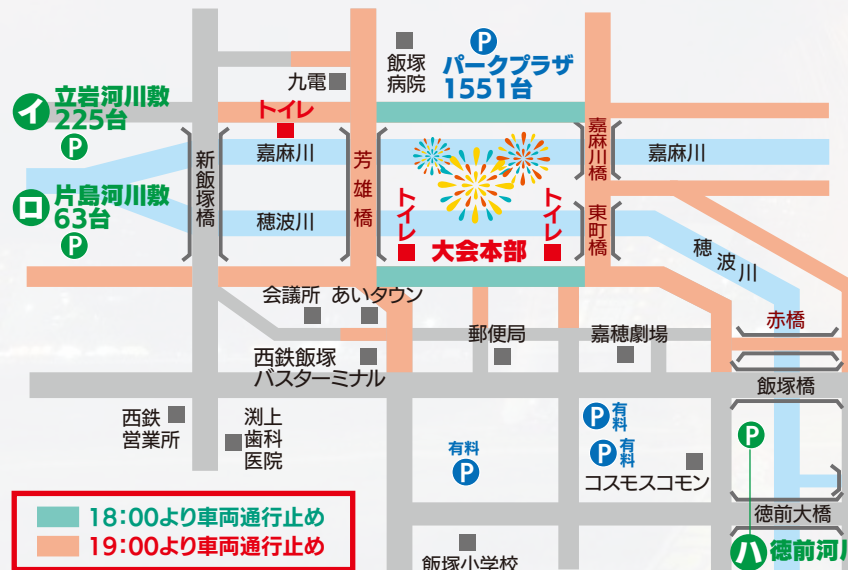 飯塚
病院
P
パークプラザ
1551台
九電
イ
立岩河川敷
225台
P
トイレ
嘉麻川
嘉麻川橋
嘉麻川
新飯塚橋
芳雄橋
ロ
片島河川敷
63台
P
穂波川
トイレ
大会本部
トイレ
東町橋
穂波川
会議所
あいタウン
赤橋
郵便局
嘉穂劇場
西鉄飯塚
バスターミナル
飯塚橋
西鉄
営業所
渕上
歯科
医院
P
有料
P
有料
有料
P
P
コスモスコモン
徳前大橋
18:00より車両通行止め
19:00より車両通行止め
飯塚小学校
ハ
徳前河川